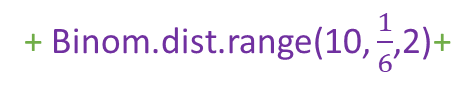 + Binom.dist.range(10, 1/6,2)+